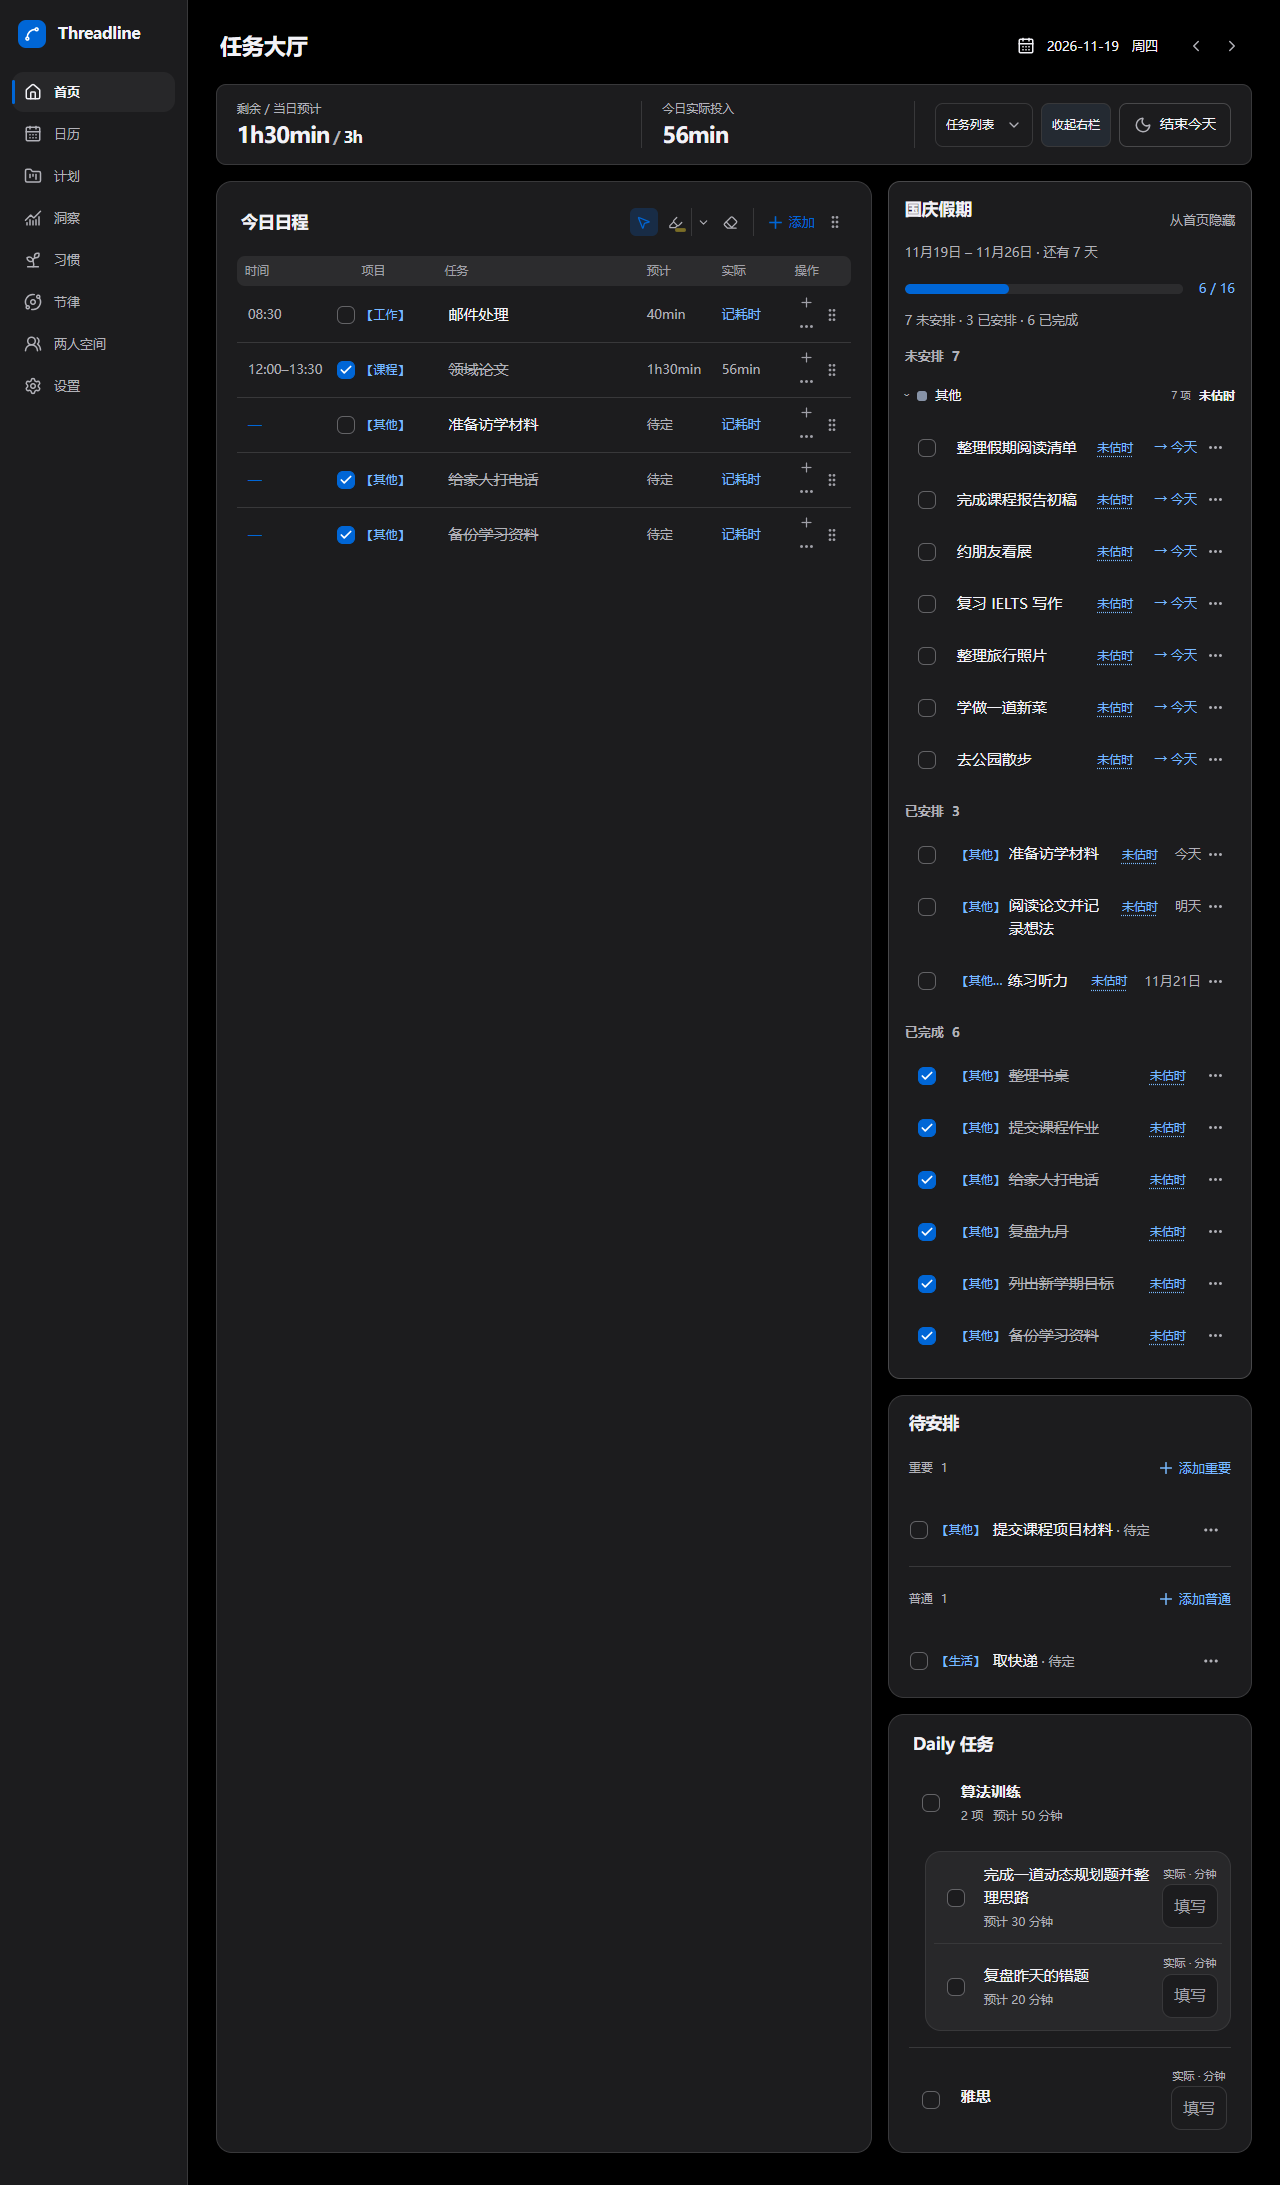 Threadline
首页
日历
计划
洞察
习惯
节律
两人空间
设置
任务大厅
2026-11-19 周四
剩余 / 当日预计
1h30min / 3h
今日实际投入
56min
任务列表
收起右栏
结束今天
今日日程
添加
时间 项目 任务 预计 实际 操作
08:30 【工作】 邮件处理 40min 记耗时
12:00–13:30 【课程】 领域论文 1h30min 56min
— 【其他】 准备访学材料 待定 记耗时
— 【其他】 给家人打电话 待定 记耗时
— 【其他】 备份学习资料 待定 记耗时
国庆假期
从首页隐藏
11月19日 – 11月26日 · 还有 7 天
6 / 16
7 未安排 · 3 已安排 · 6 已完成
未安排 7
其他 7 项 未估时
整理假期阅读清单 未估时 → 今天
完成课程报告初稿 未估时 → 今天
约朋友看展 未估时 → 今天
复习 IELTS 写作 未估时 → 今天
整理旅行照片 未估时 → 今天
学做一道新菜 未估时 → 今天
去公园散步 未估时 → 今天
已安排 3
【其他】 准备访学材料 未估时 今天
【其他】 阅读论文并记 未估时 明天
录想法
【其他... 练习听力 未估时 11月21日
已完成 6
【其他】 整理书桌 未估时
【其他】 提交课程作业 未估时
【其他】 给家人打电话 未估时
【其他】 复盘九月 未估时
【其他】 列出新学期目标 未估时
【其他】 备份学习资料 未估时
待安排
重要 1 添加重要
【其他】 提交课程项目材料 · 待定
普通 1 添加普通
【生活】 取快递 · 待定
Daily 任务
算法训练
2 项 预计 50 分钟
完成一道动态规划题并整
理思路
预计 30 分钟
实际 · 分钟
填写
复盘昨天的错题
预计 20 分钟
实际 · 分钟
填写
雅思
实际 · 分钟
填写